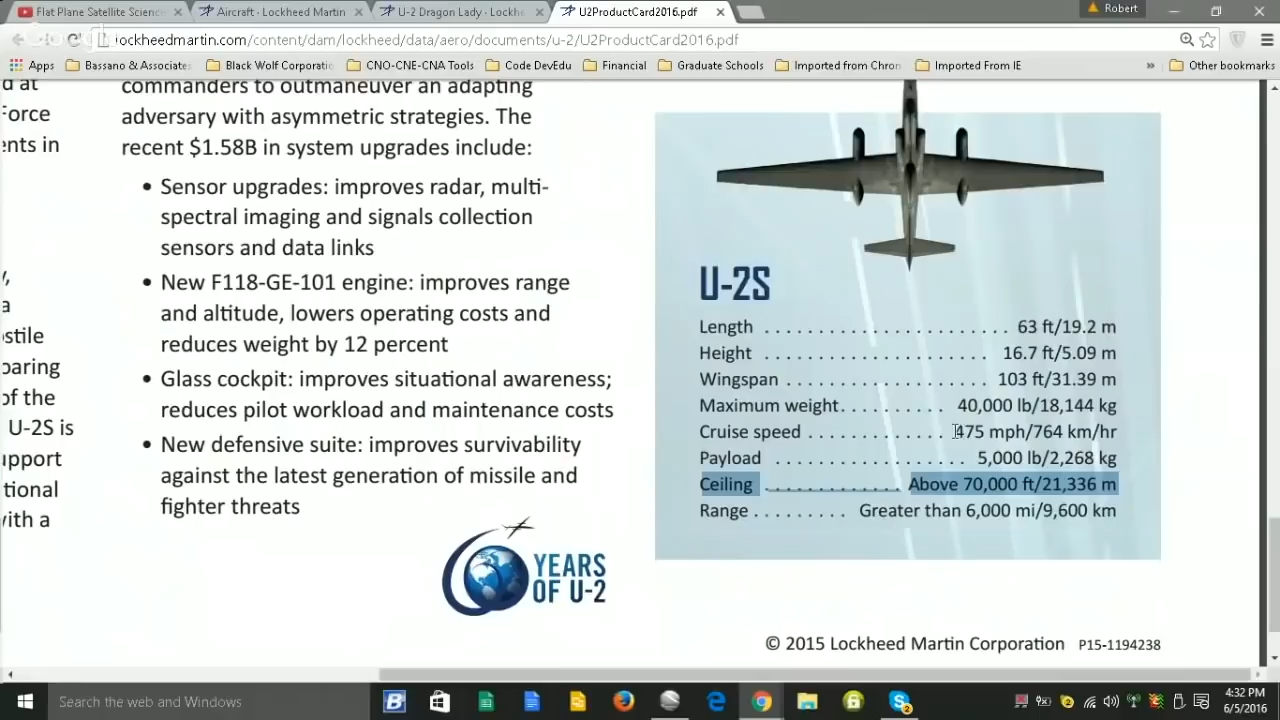 Flat Plane Satellite Scienc
Aircraft · Lockheed Martin
U-2 Dragon Lady · Lockhe
U2ProductCard2016.pdf
Robert
lockheedmartin.com/content/dam/lockheed/data/aero/documents/u-2/U2ProductCard2016.pdf
Apps
Bassano & Associates
Black Wolf Corporatio
CNO-CNE-CNA Tools
Code DevEdu
Financial
Graduate Schools
Imported from Chron
Imported From IE
»
Other bookmarks
d at
Force
ents in
a
ostile
paring
of the
U-2S is
upport
tional
with a
commanders to outmaneuver an adapting
adversary with asymmetric strategies. The
recent $1.58B in system upgrades include:
• Sensor upgrades: improves radar, multi-
spectral imaging and signals collection
sensors and data links
• New F118-GE-101 engine: improves range
and altitude, lowers operating costs and
reduces weight by 12 percent
• Glass cockpit: improves situational awareness;
reduces pilot workload and maintenance costs
• New defensive suite: improves survivability
against the latest generation of missile and
fighter threats
60 YEARS
OF U-2
U-2S
Length . . . . . . . . . . . . . . . . . . . . . . . . 63 ft/19.2 m
Height . . . . . . . . . . . . . . . . . . . . . . 16.7 ft/5.09 m
Wingspan . . . . . . . . . . . . . . . . . . . 103 ft/31.39 m
Maximum weight. . . . . . . . . . 40,000 lb/18,144 kg
Cruise speed . . . . . . . . . . . . . 475 mph/764 km/hr
Payload . . . . . . . . . . . . . . . . . . 5,000 lb/2,268 kg
Ceiling . . . . . . . . . . . . . Above 70,000 ft/21,336 m
Range . . . . . . . . . Greater than 6,000 mi/9,600 km
© 2015 Lockheed Martin Corporation P15-1194238
Search the web and Windows
4:32 PM
6/5/2016